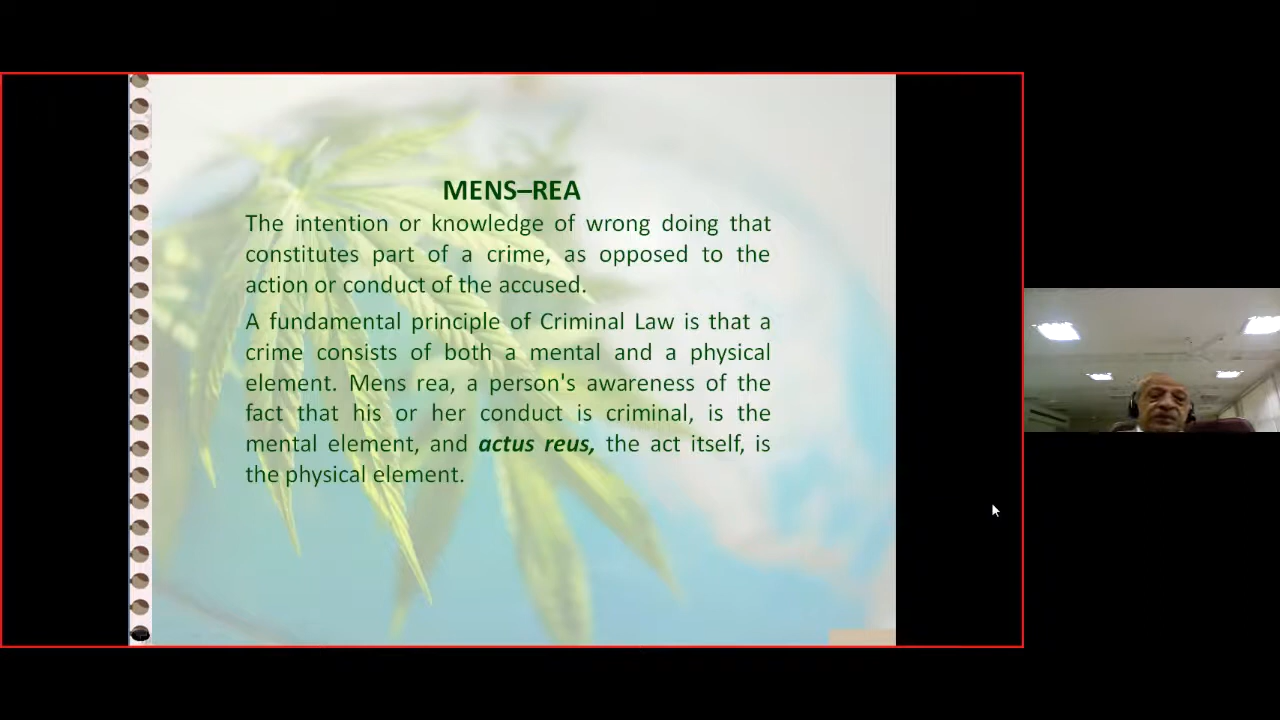 MENS–REA
The intention or knowledge of wrong doing that
constitutes part of a crime, as opposed to the
action or conduct of the accused.
A fundamental principle of Criminal Law is that a
crime consists of both a mental and a physical
element. Mens rea, a person's awareness of the
fact that his or her conduct is criminal, is the
mental element, and actus reus, the act itself, is
the physical element.